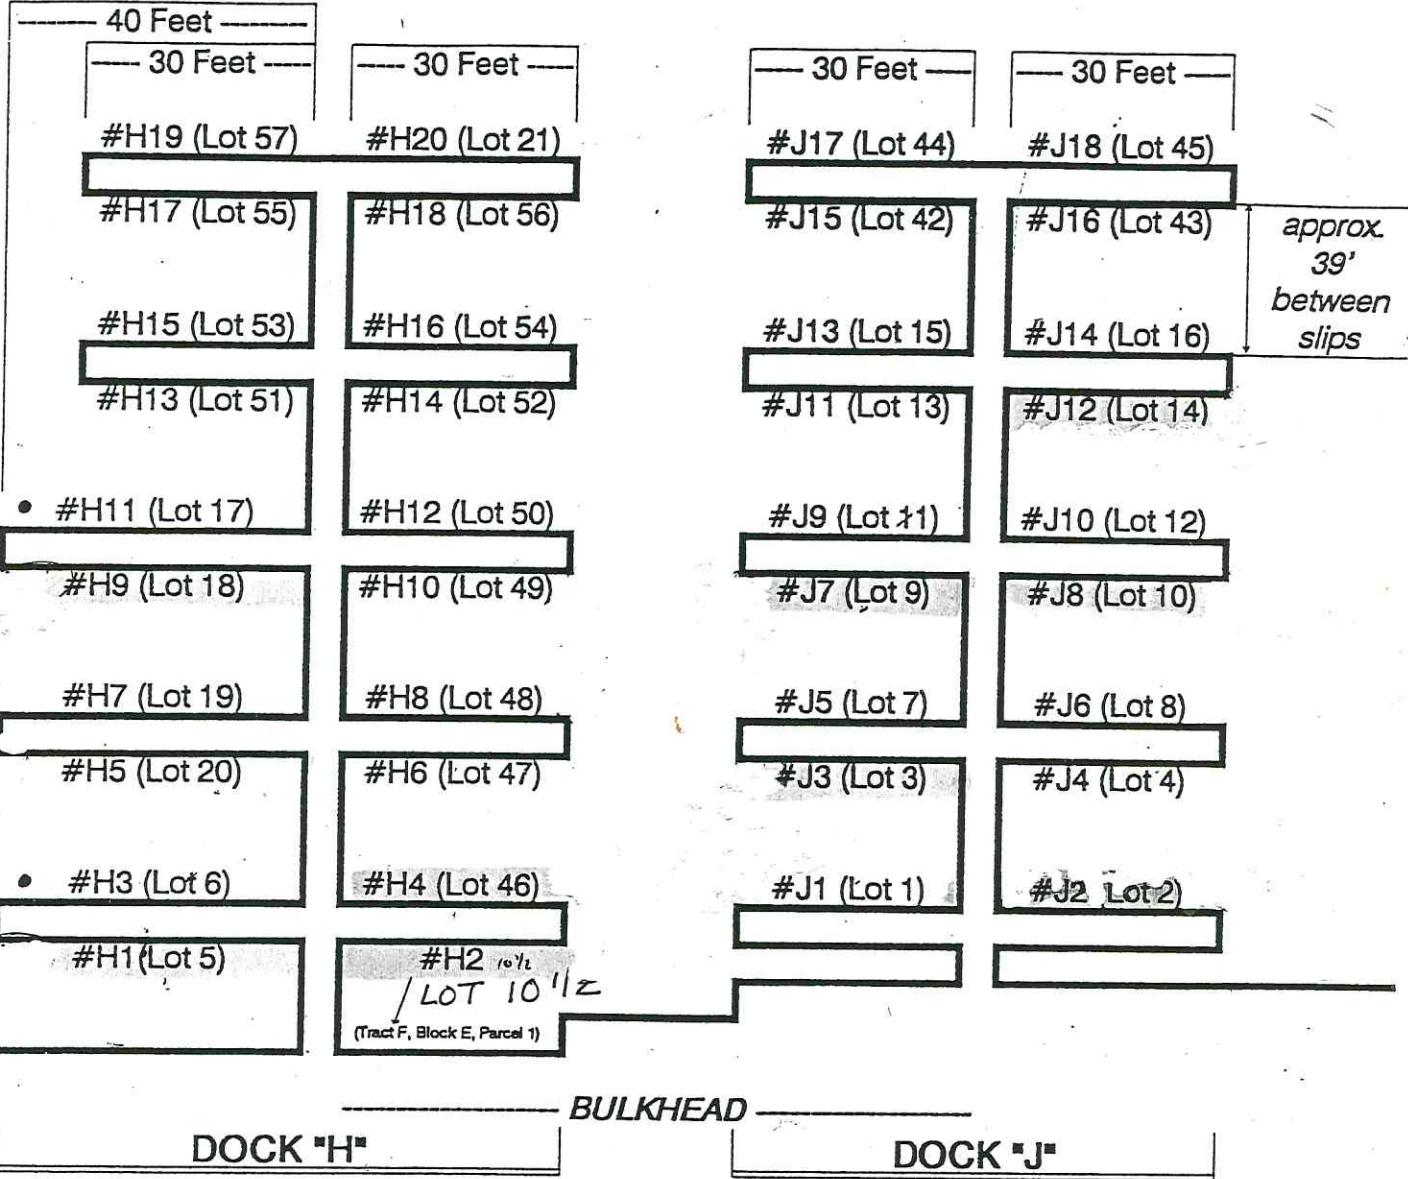 40 Feet
30 Feet 30 Feet 30 Feet 30 Feet
#H19 (Lot 57) #H20 (Lot 21) #J17 (Lot 44) #J18 (Lot 45)
#H17 (Lot 55) #H18 (Lot 56) #J15 (Lot 42) #J16 (Lot 43)
approx.
39'
between
slips
#H15 (Lot 53) #H16 (Lot 54) #J13 (Lot 15) #J14 (Lot 16)
#H13 (Lot 51) #H14 (Lot 52) #J11 (Lot 13) #J12 (Lot 14)
• #H11 (Lot 17) #H12 (Lot 50) #J9 (Lot 11) #J10 (Lot 12)
#H9 (Lot 18) #H10 (Lot 49) #J7 (Lot 9) #J8 (Lot 10)
#H7 (Lot 19) #H8 (Lot 48) #J5 (Lot 7) #J6 (Lot 8)
#H5 (Lot 20) #H6 (Lot 47) #J3 (Lot 3) #J4 (Lot 4)
• #H3 (Lot 6) #H4 (Lot 46) #J1 (Lot 1) #J2 Lot 2)
#H1(Lot 5) #H2 10½
LOT 10 1/2
(Tract F, Block E, Parcel 1)
BULKHEAD
DOCK "H" DOCK "J"